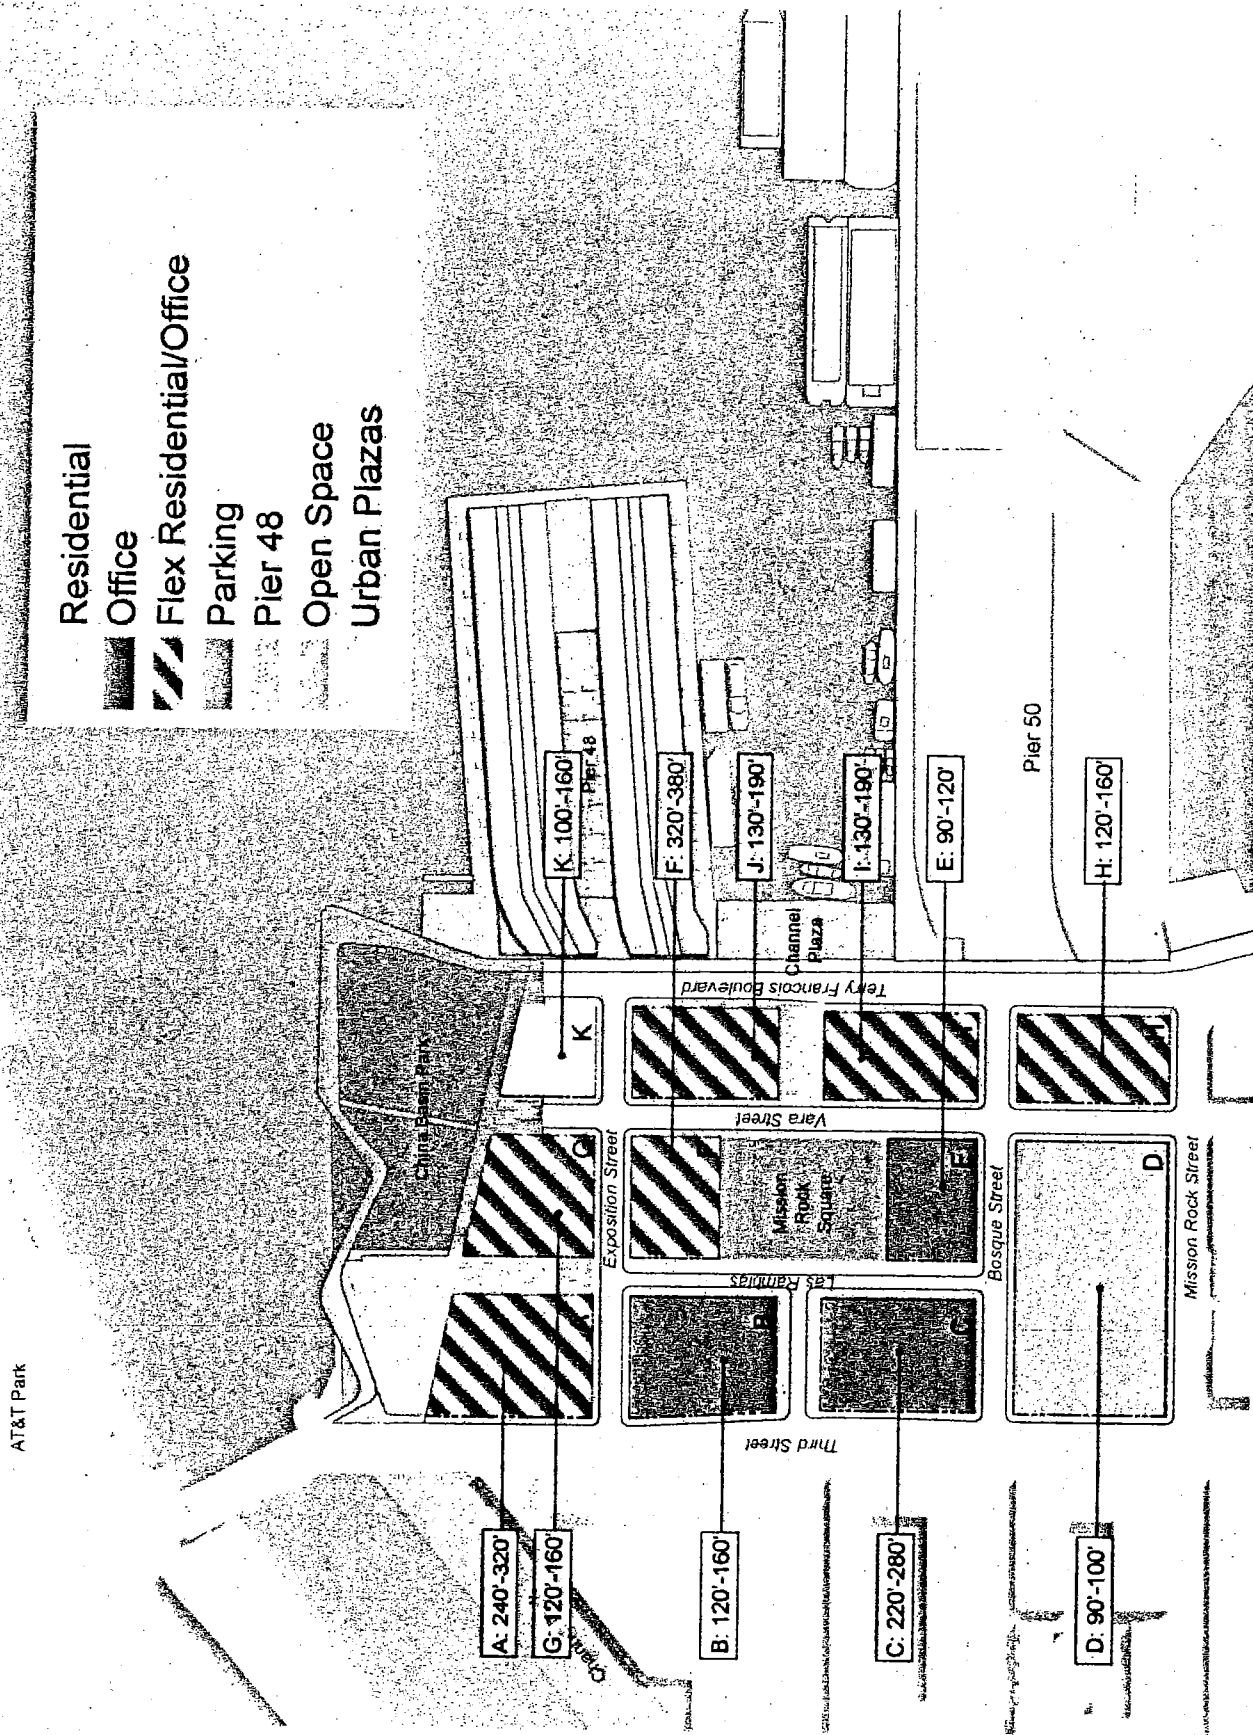 AT&T Park
Residential
Office
Flex Residential/Office
Parking
Pier 48
Open Space
Urban Plazas
China Basin Park
K: 100'-160'
Pier 48
F: 320'-380'
J: 130'-190'
I: 130'-190'
E: 90'-120'
H: 120'-160'
Pier 50
Channel
Plaza
Terry Francois Boulevard
K
H
Vara Street
Exposition Street
G
Mission
Rock
Square
E
Bosque Street
D
Mission Rock Street
Las Ramblas
A
B
C
Third Street
A: 240'-320'
G: 120'-160'
B: 120'-160'
C: 220'-280'
D: 90'-100'